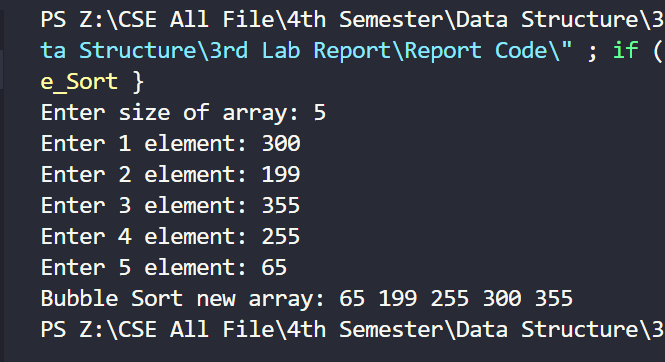 PS Z:\CSE All File\4th Semester\Data Structure\3
ta Structure\3rd Lab Report\Report Code\" ; if (
e_Sort }
Enter size of array: 5
Enter 1 element: 300
Enter 2 element: 199
Enter 3 element: 355
Enter 4 element: 255
Enter 5 element: 65
Bubble Sort new array: 65 199 255 300 355
PS Z:\CSE All File\4th Semester\Data Structure\3